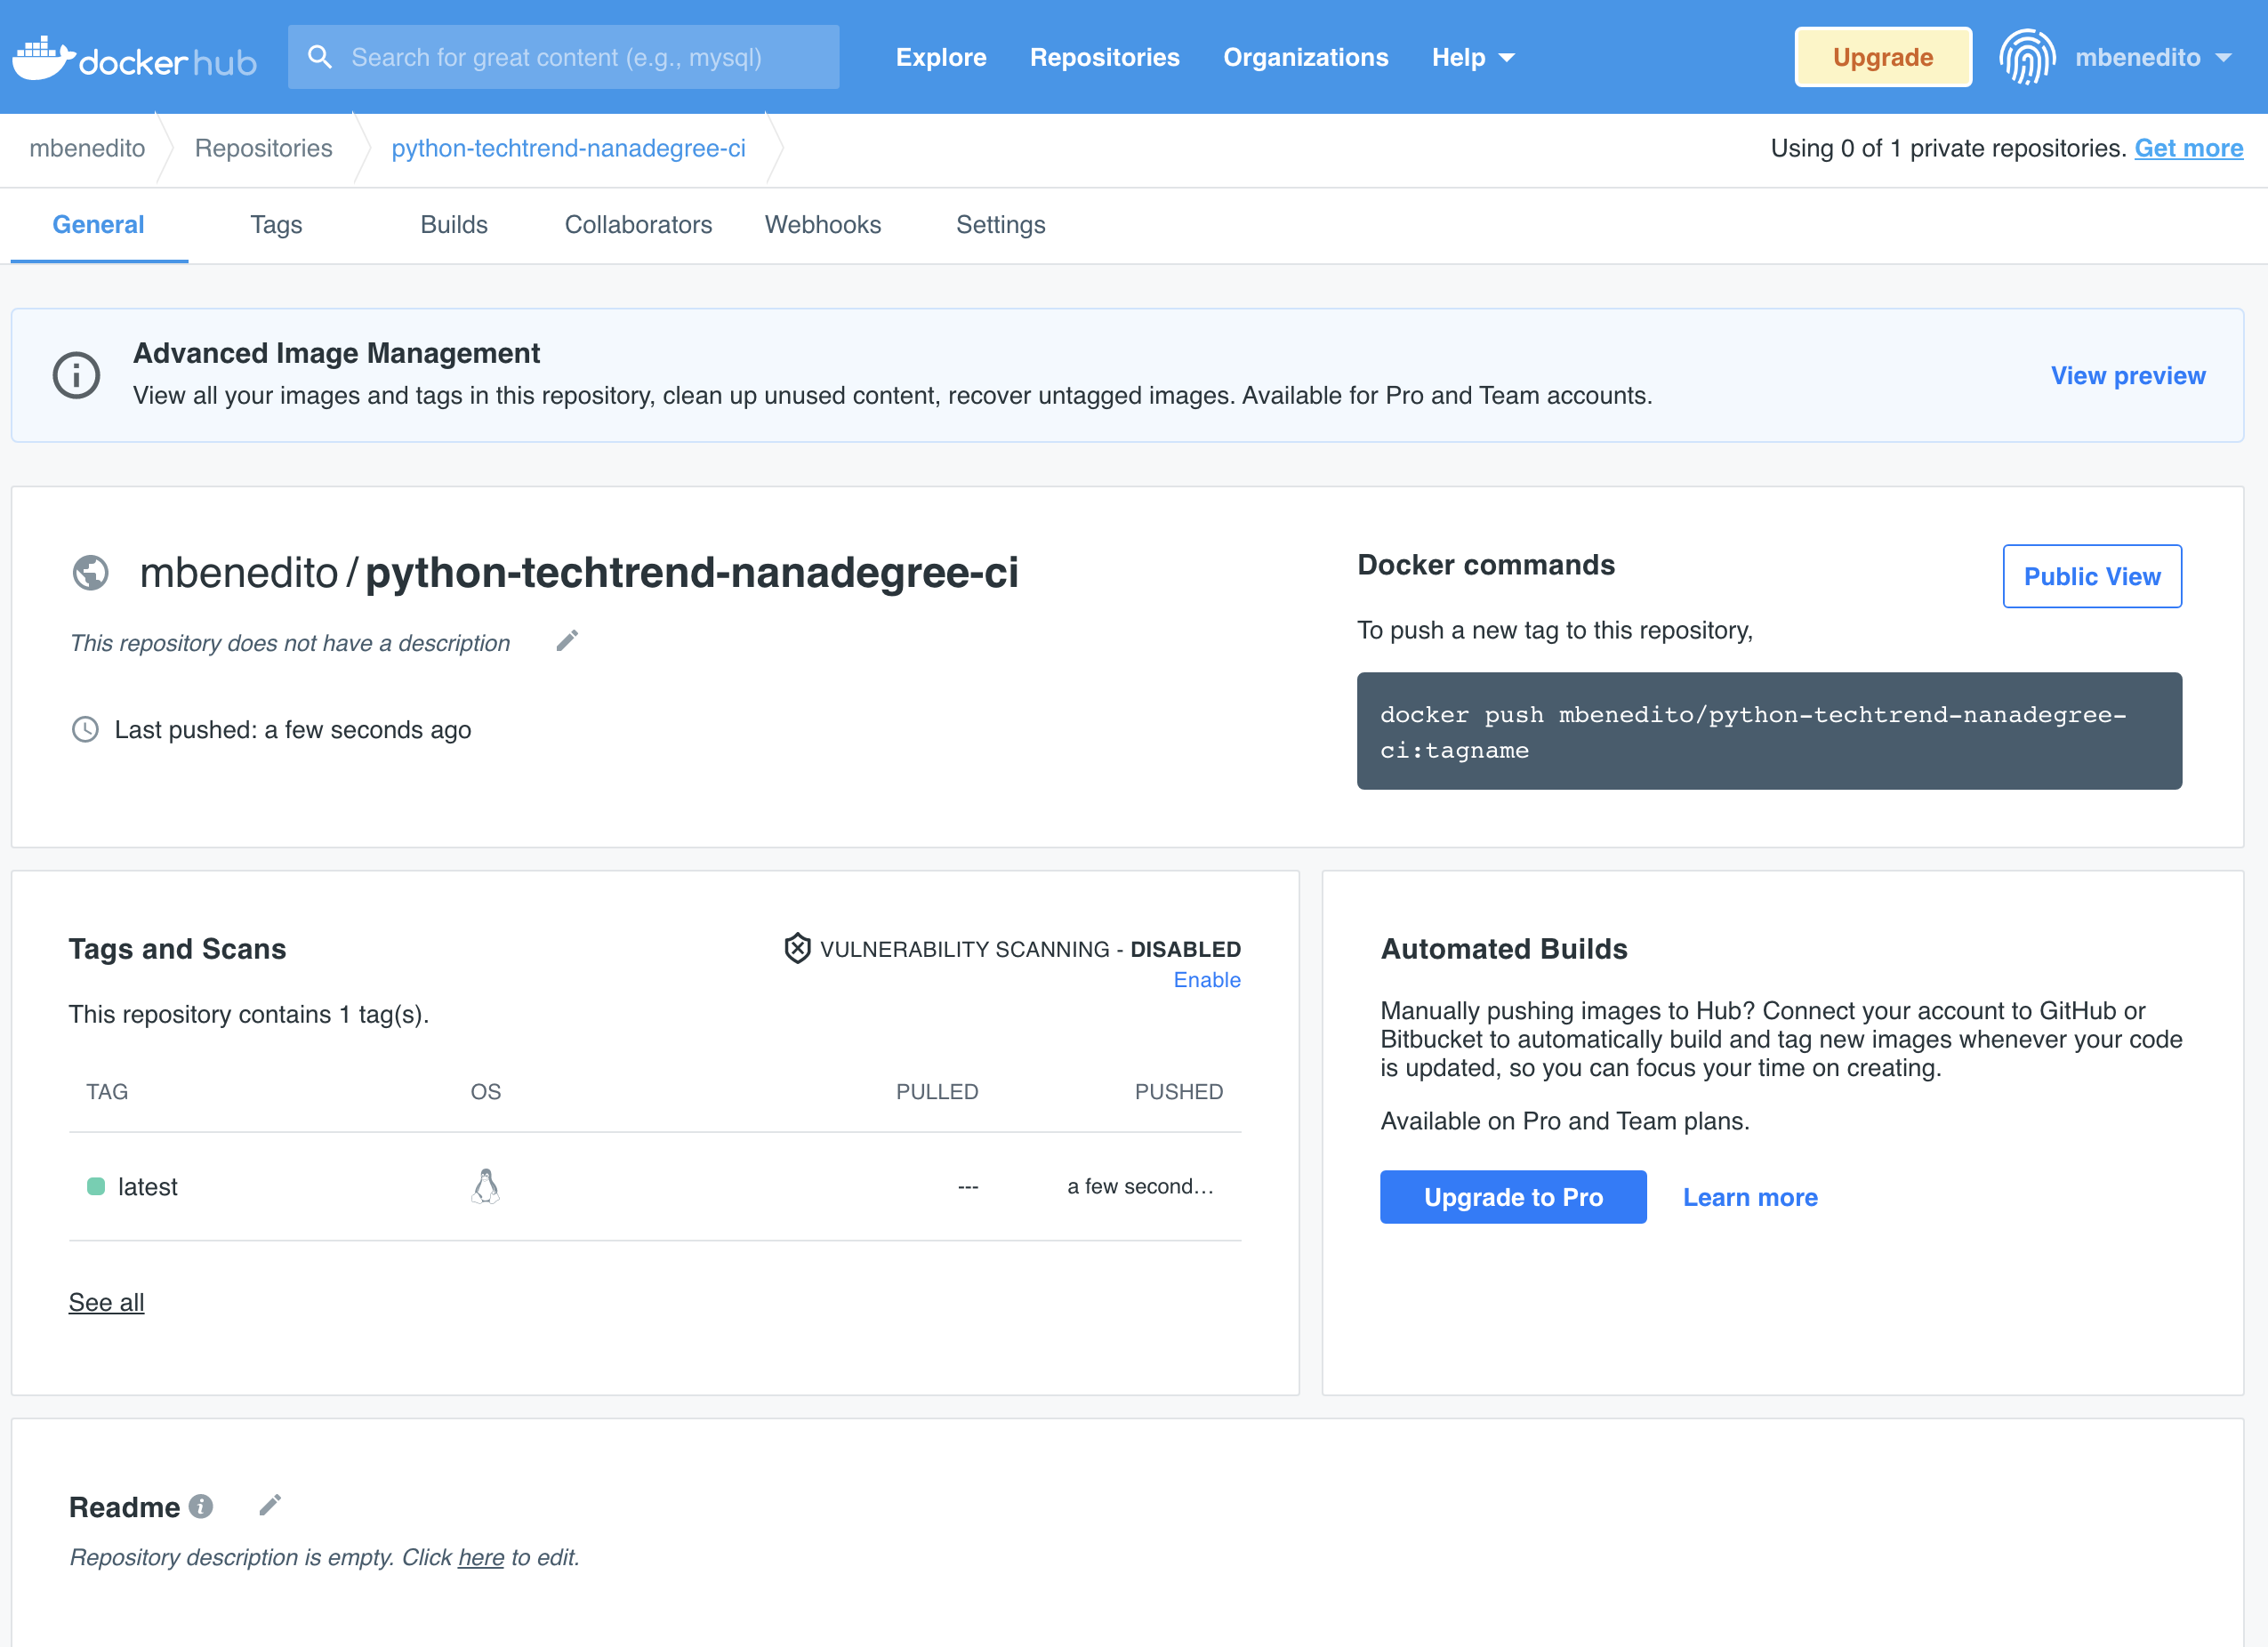 docker hub
Search for great content (e.g., mysql)
Explore
Repositories
Organizations
Help
Upgrade
mbenedito
mbenedito
Repositories
python-techtrend-nanadegree-ci
Using 0 of 1 private repositories. Get more
General
Tags
Builds
Collaborators
Webhooks
Settings
Advanced Image Management
View all your images and tags in this repository, clean up unused content, recover untagged images. Available for Pro and Team accounts.
View preview
mbenedito / python-techtrend-nanadegree-ci
This repository does not have a description
Last pushed: a few seconds ago
Docker commands
Public View
To push a new tag to this repository,
docker push mbenedito/python-techtrend-nanadegree-
ci:tagname
Tags and Scans
VULNERABILITY SCANNING - DISABLED
Enable
This repository contains 1 tag(s).
TAG
OS
PULLED
PUSHED
latest
---
a few second...
See all
Automated Builds
Manually pushing images to Hub? Connect your account to GitHub or
Bitbucket to automatically build and tag new images whenever your code
is updated, so you can focus your time on creating.
Available on Pro and Team plans.
Upgrade to Pro
Learn more
Readme
Repository description is empty. Click here to edit.